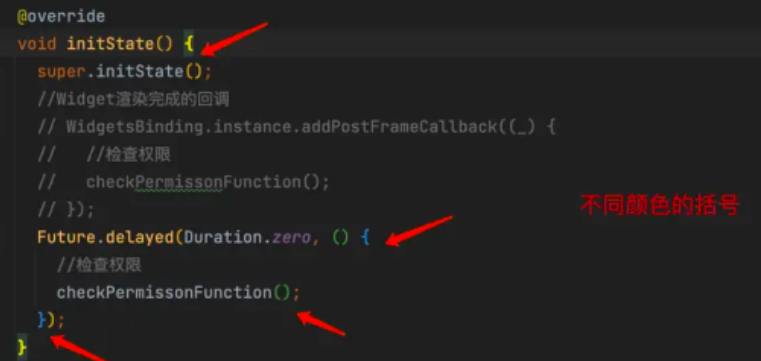 @override
void initState() {
super.initState();
//Widget渲染完成的回调
// WidgetsBinding.instance.addPostFrameCallback((_) {
//   //检查权限
//   checkPermissonFunction();
// });
不同颜色的括号
Future.delayed(Duration.zero, () {
//检查权限
checkPermissonFunction();
});
}